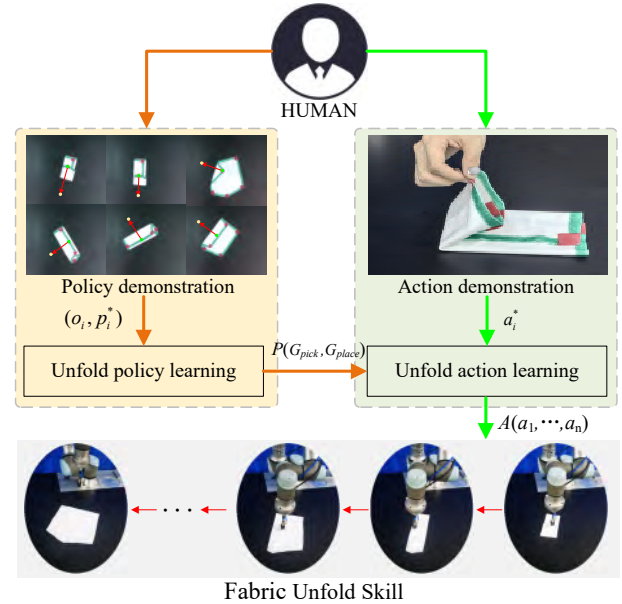 HUMAN
Policy demonstration
(o_i, p_i^*)
Unfold policy learning
P(G_pick, G_place)
Action demonstration
a_i^*
Unfold action learning
A(a_1, ⋯, a_n)
. . .
Fabric Unfold Skill